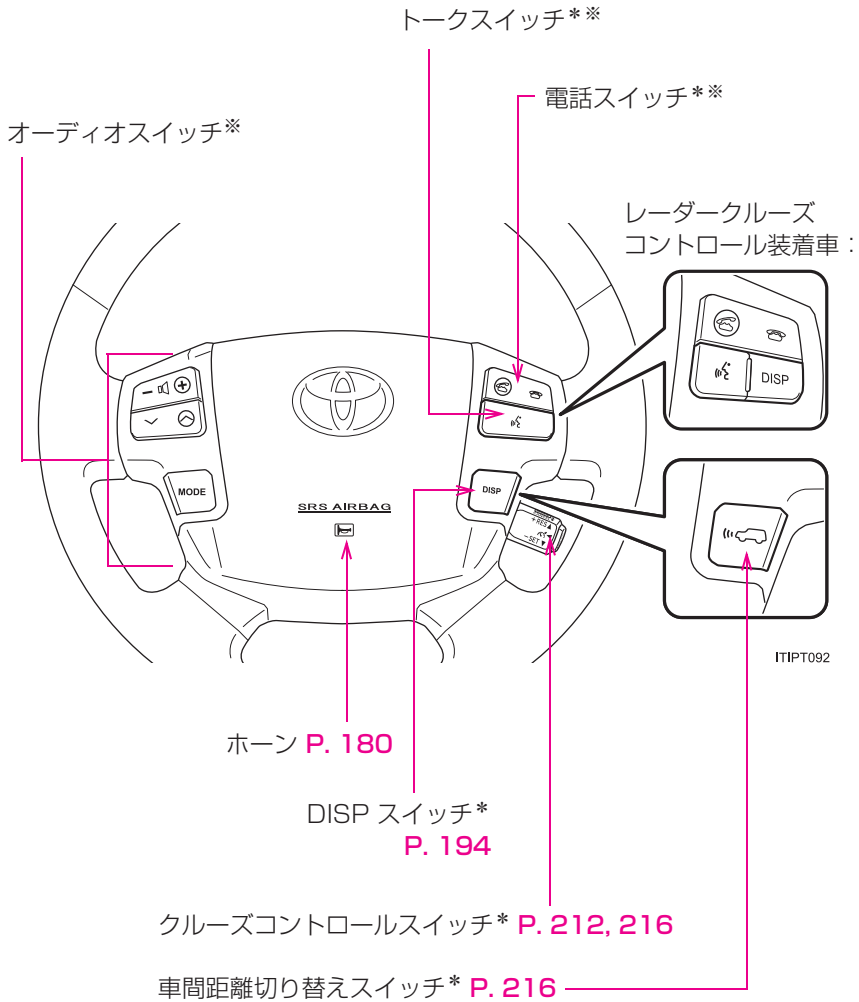 トークスイッチ*※
電話スイッチ*※
オーディオスイッチ※
レーダークルーズ
コントロール装着車：
DISP
MODE
DISP
SRS AIRBAG
+RES▲
−SET▼
ITIPT092
ホーン P. 180
DISP スイッチ*
P. 194
クルーズコントロールスイッチ* P. 212, 216
車間距離切り替えスイッチ* P. 216